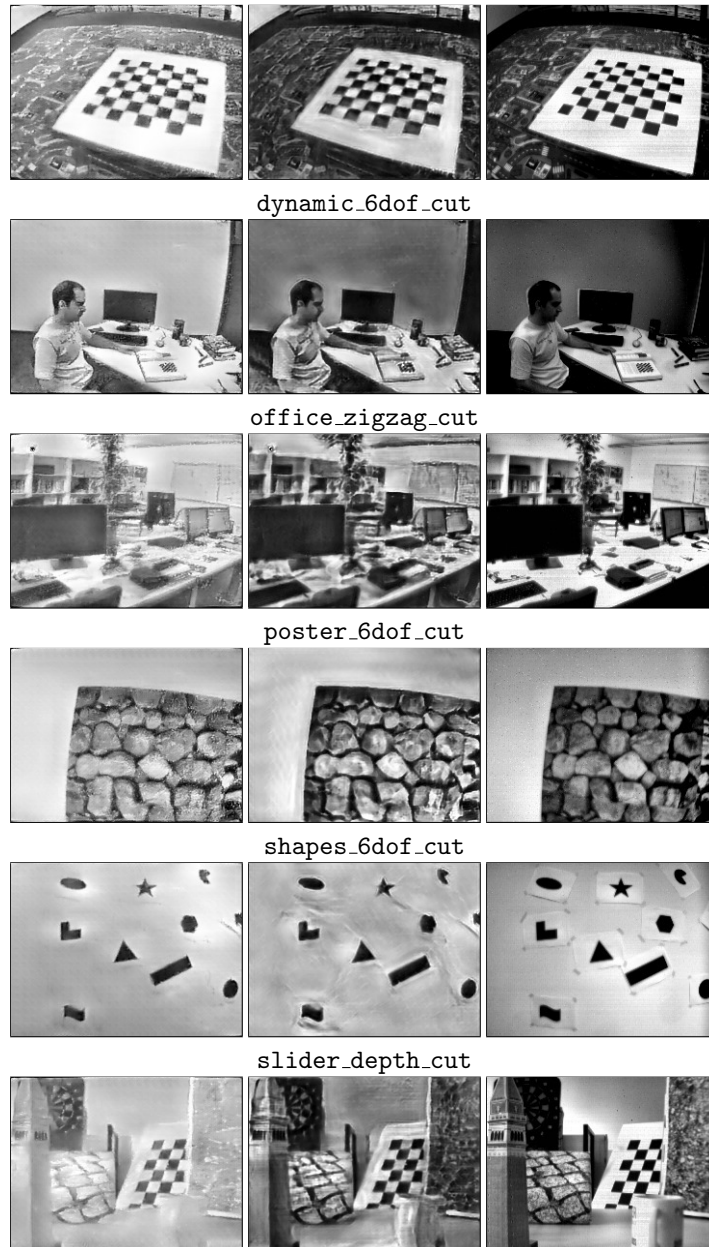 dynamic_6dof_cut
office_zigzag_cut
poster_6dof_cut
shapes_6dof_cut
slider_depth_cut